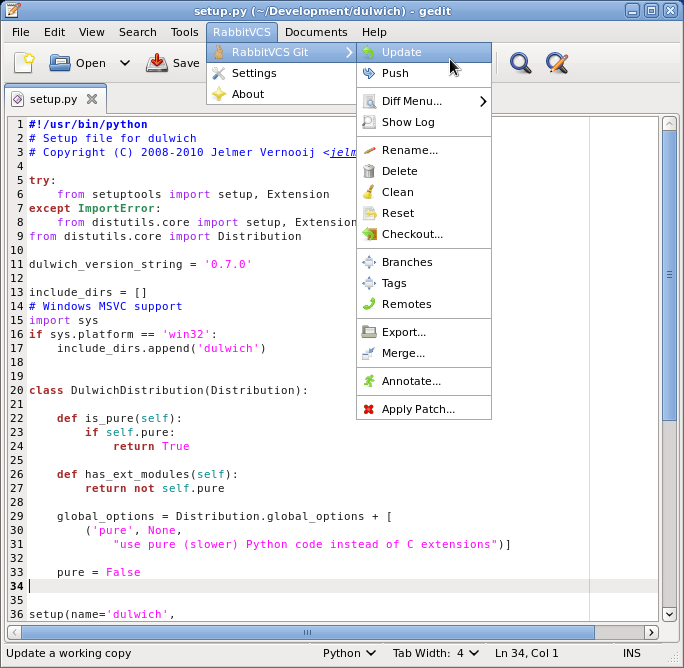 setup.py (~/Development/dulwich) - gedit
File Edit View Search Tools RabbitVCS Documents Help
Open Save
RabbitVCS Git
Settings
About
Update
Push
Diff Menu...
Show Log
Rename...
Delete
Clean
Reset
Checkout...
Branches
Tags
Remotes
Export...
Merge...
Annotate...
Apply Patch...
setup.py
1 #!/usr/bin/python
2 # Setup file for dulwich
3 # Copyright (C) 2008-2010 Jelmer Vernooij <jelm
4
5 try:
6     from setuptools import setup, Extension
7 except ImportError:
8     from distutils.core import setup, Extension
9 from distutils.core import Distribution
10
11 dulwich_version_string = '0.7.0'
12
13 include_dirs = []
14 # Windows MSVC support
15 import sys
16 if sys.platform == 'win32':
17     include_dirs.append('dulwich')
18
19
20 class DulwichDistribution(Distribution):
21
22     def is_pure(self):
23         if self.pure:
24             return True
25
26     def has_ext_modules(self):
27         return not self.pure
28
29     global_options = Distribution.global_options + [
30         ('pure', None,
31             "use pure (slower) Python code instead of C extensions")]
32
33     pure = False
34
35
36 setup(name='dulwich',
Update a working copy Python Tab Width: 4 Ln 34, Col 1 INS